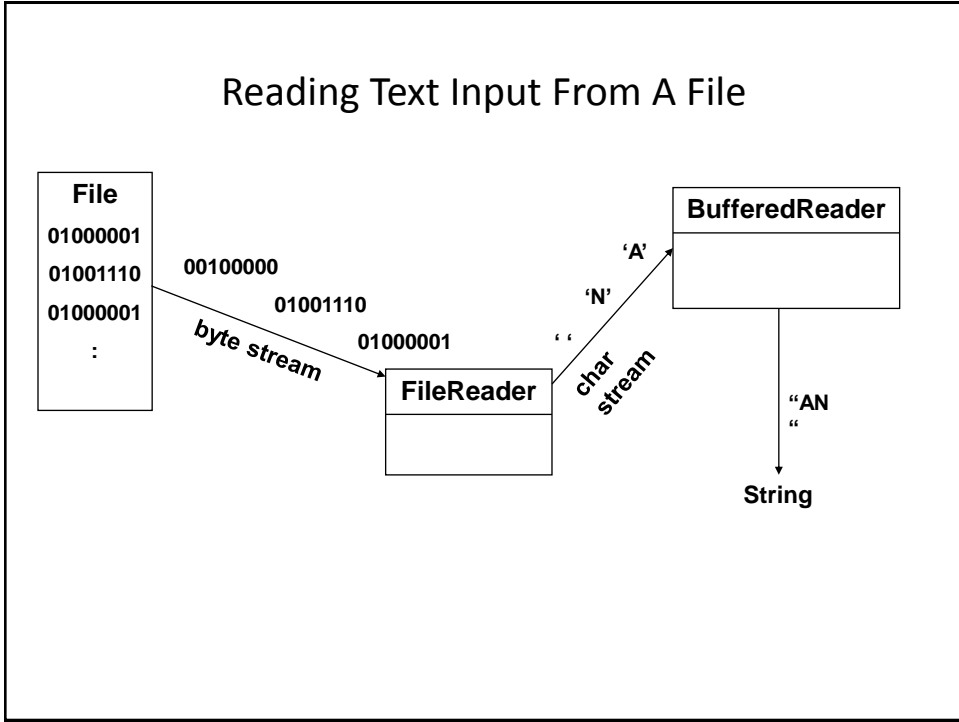 Reading Text Input From A File
File
01000001
01001110
01000001
:
00100000
01001110
01000001
byte stream
FileReader
‘ ‘
‘N’
‘A’
char
stream
BufferedReader
“AN
“
String